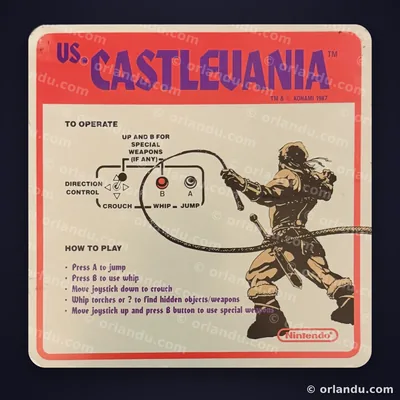 VS. CASTLEVANIA™
TM & © KONAMI 1987
TO OPERATE
UP AND B FOR
SPECIAL
WEAPONS
(IF ANY)
DIRECTION
CONTROL
B
A
CROUCH
WHIP
JUMP
HOW TO PLAY
• Press A to jump
• Press B to use whip
• Move joystick down to crouch
• Whip torches or ? to find hidden objects/weapons
• Move joystick up and press B button to use special weapons
Nintendo®
© orlandu.com